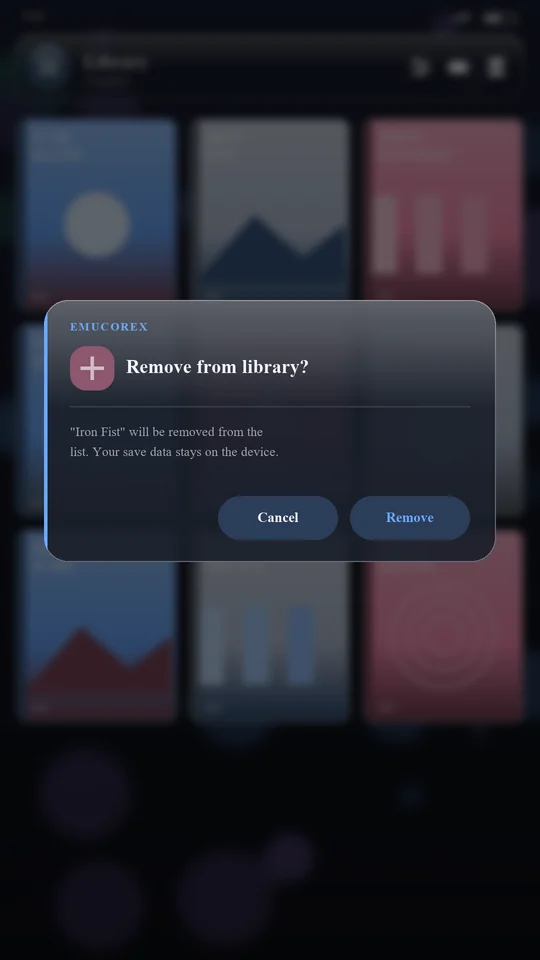 EMUCOREX
Remove from library?
"Iron Fist" will be removed from the
list. Your save data stays on the device.
Cancel
Remove